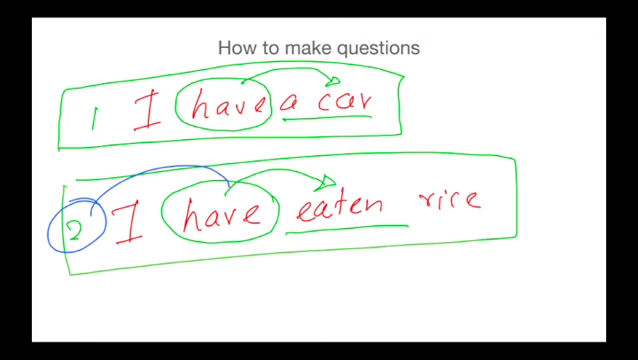 How to make questions
1 I have a car
2 I have eaten rice